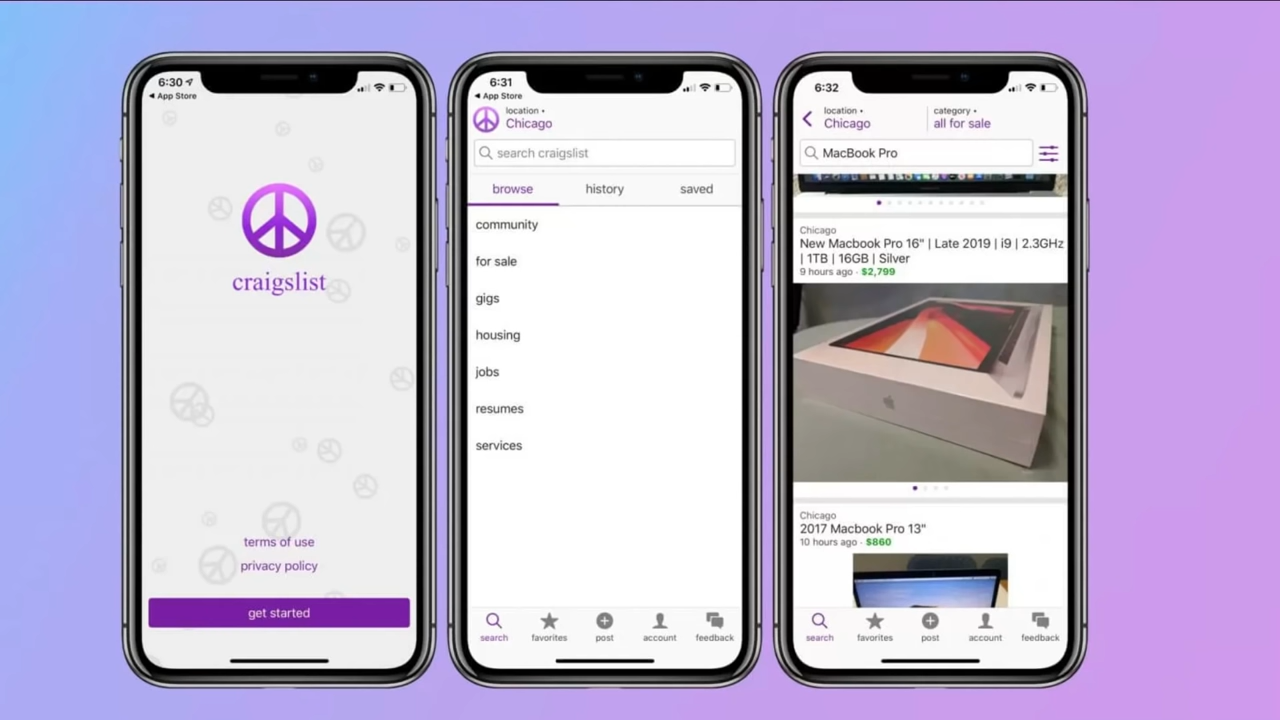 6:30
◀ App Store
craigslist
terms of use
privacy policy
get started
6:31
◀ App Store
location •
Chicago
search craigslist
browse history saved
community
for sale
gigs
housing
jobs
resumes
services
search favorites post account feedback
6:32
location • category •
Chicago all for sale
MacBook Pro
Chicago
New Macbook Pro 16" | Late 2019 | i9 | 2.3GHz
| 1TB | 16GB | Silver
9 hours ago · $2,799
Chicago
2017 Macbook Pro 13"
10 hours ago · $860
search favorites post account feedback